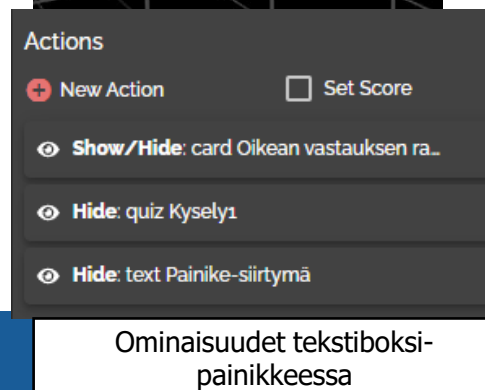 Actions
New Action Set Score
Show/Hide: card Oikean vastauksen ra...
Hide: quiz Kysely1
Hide: text Painike-siirtymä
Ominaisuudet tekstiboksi-
painikkeessa